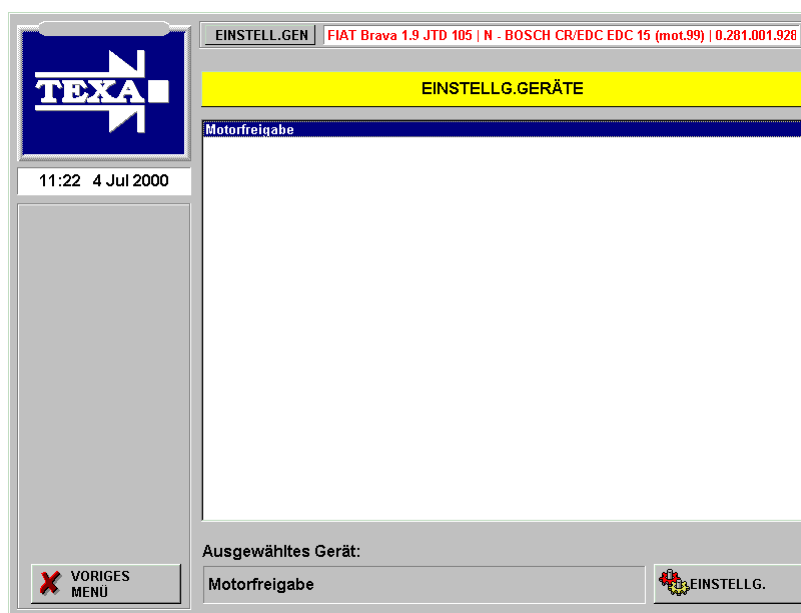 EINSTELL.GEN FIAT Brava 1.9 JTD 105 | N - BOSCH CR/EDC EDC 15 (mot.99) | 0.281.001.928
TEXA
EINSTELLG.GERÄTE
Motorfreigabe
11:22 4 Jul 2000
Ausgewähltes Gerät:
VORIGES
MENÜ
Motorfreigabe
EINSTELLG.